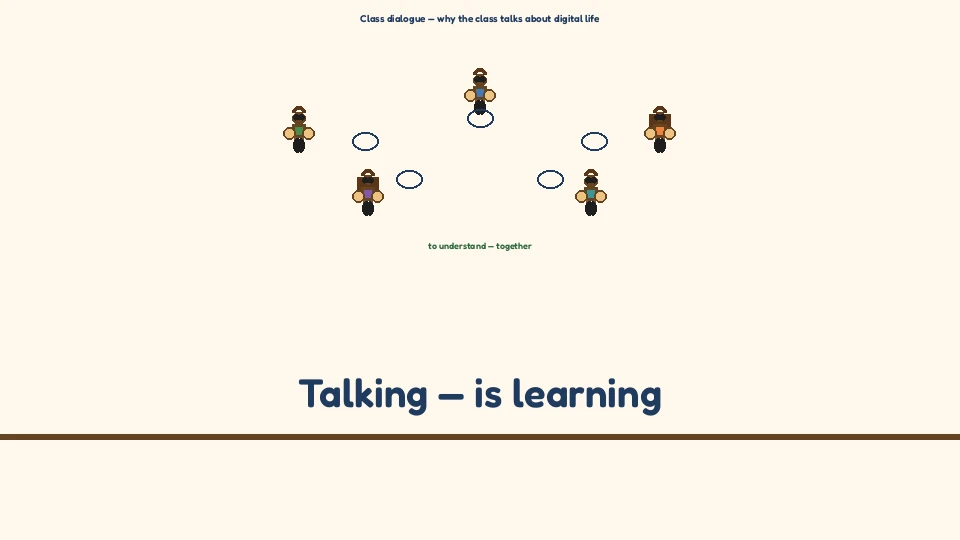 Class dialogue — why the class talks about digital life
to understand — together
Talking — is learning